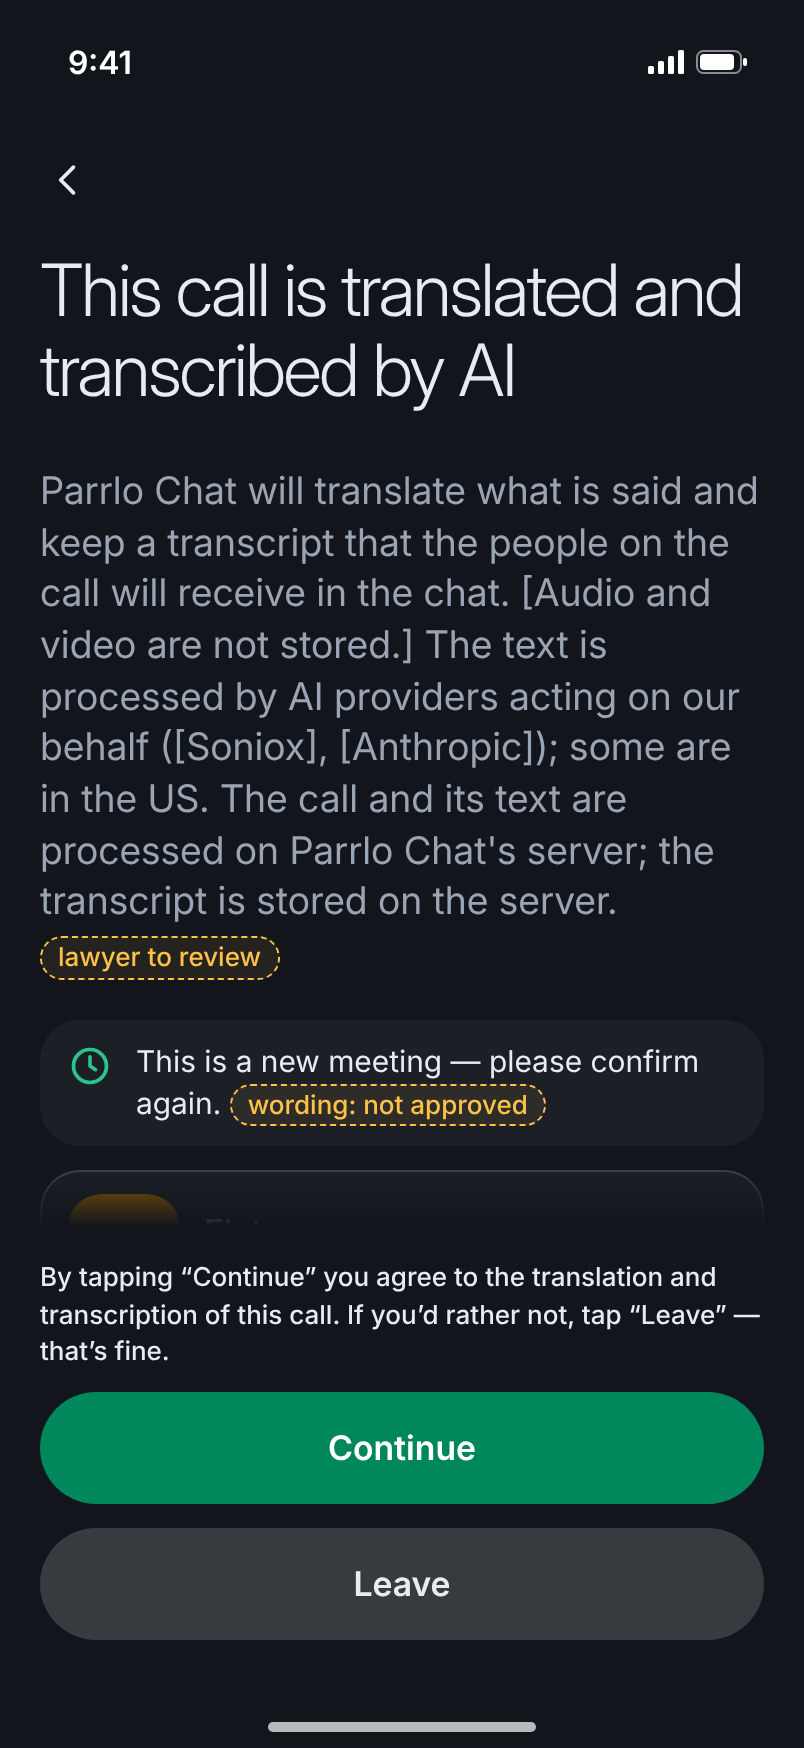 9:41
This call is translated and
transcribed by AI
Parrlo Chat will translate what is said and
keep a transcript that the people on the
call will receive in the chat. [Audio and
video are not stored.] The text is
processed by AI providers acting on our
behalf ([Soniox], [Anthropic]); some are
in the US. The call and its text are
processed on Parrlo Chat's server; the
transcript is stored on the server.
lawyer to review
This is a new meeting — please confirm
again. wording: not approved
By tapping “Continue” you agree to the translation and
transcription of this call. If you’d rather not, tap “Leave” —
that’s fine.
Continue
Leave